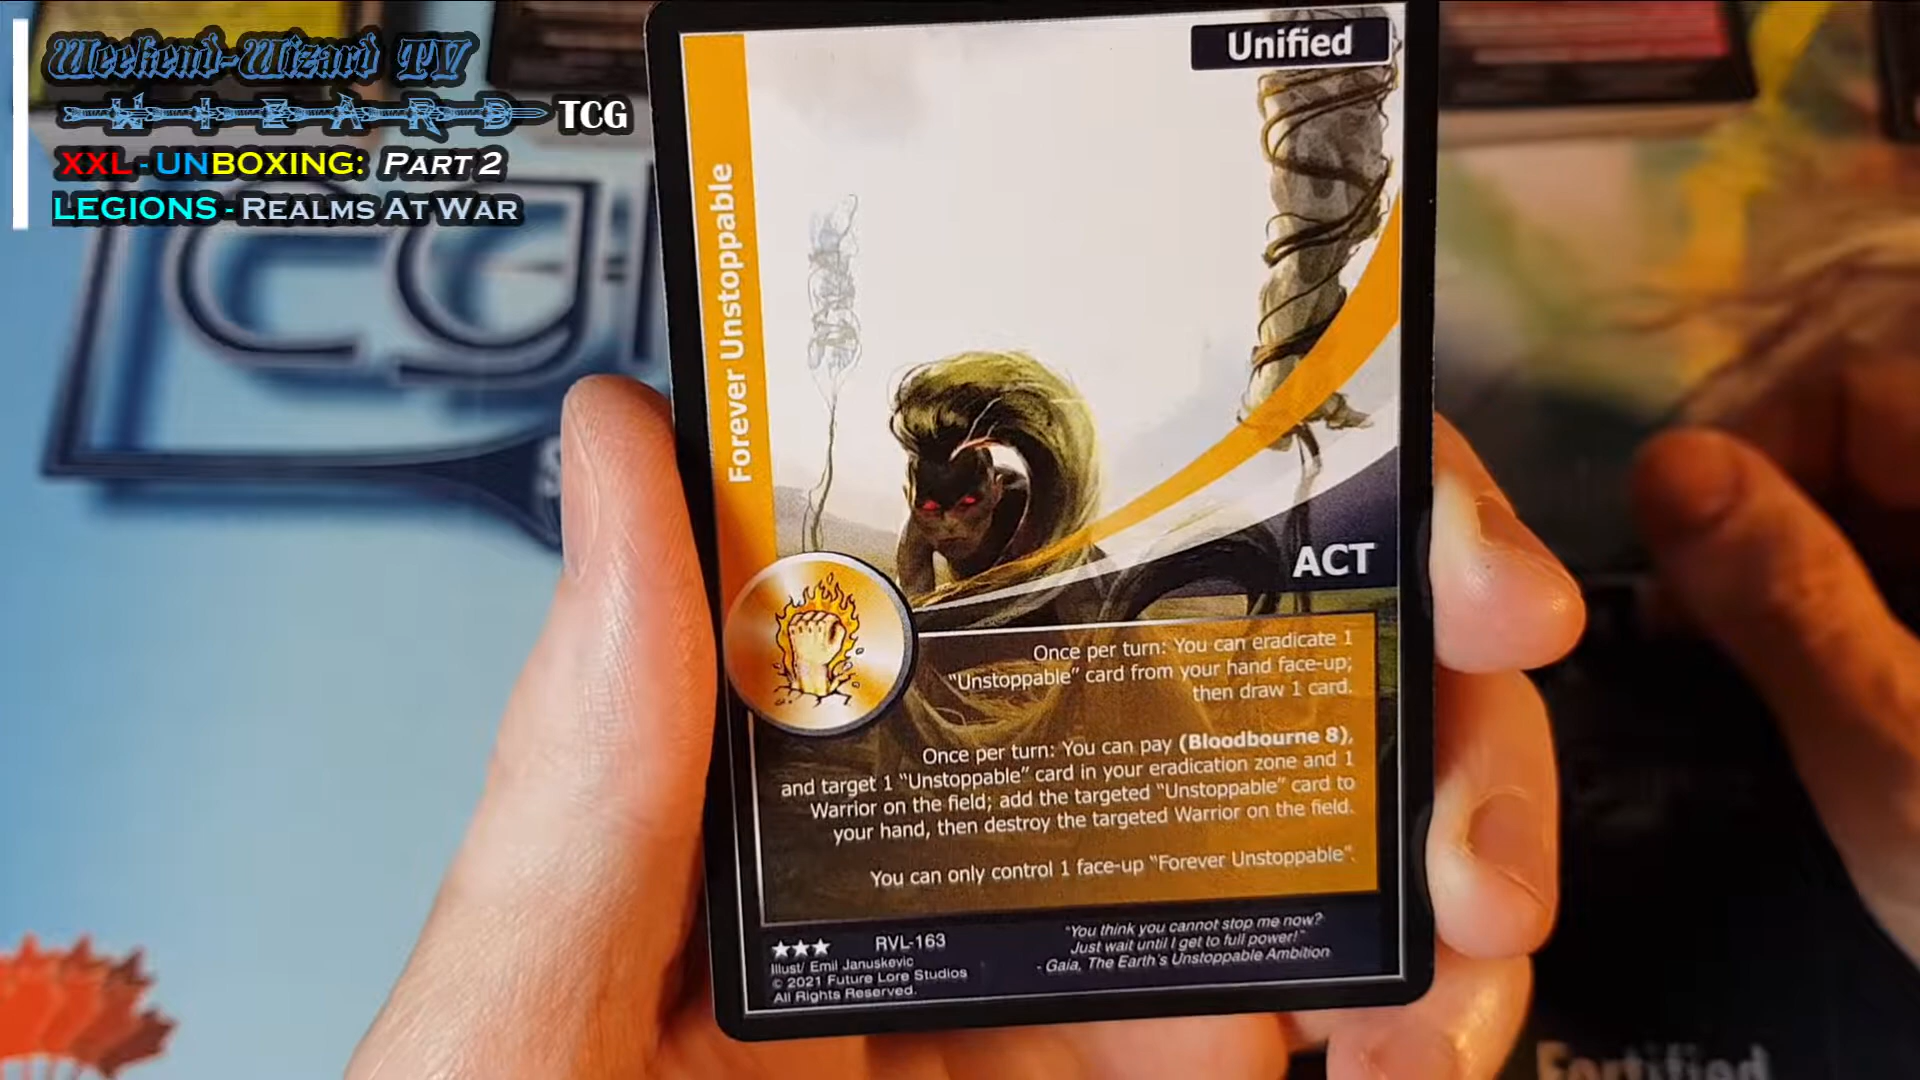 Weekend-Wizard TV
WIZARD TCG
XXL - UNBOXING: PART 2
LEGIONS - REALMS AT WAR
Unified
Forever Unstoppable
ACT
Once per turn: You can eradicate 1
"Unstoppable" card from your hand face-up;
then draw 1 card.
Once per turn: You can pay (Bloodbourne 8),
and target 1 "Unstoppable" card in your eradication zone and 1
Warrior on the field; add the targeted "Unstoppable" card to
your hand, then destroy the targeted Warrior on the field.
You can only control 1 face-up "Forever Unstoppable".
RVL-163
Illust/ Emil Januskevic
© 2021 Future Lore Studios
All Rights Reserved.
"You think you cannot stop me now?
Just wait until I get to full power!"
- Gaia, The Earth's Unstoppable Ambition
Fortified